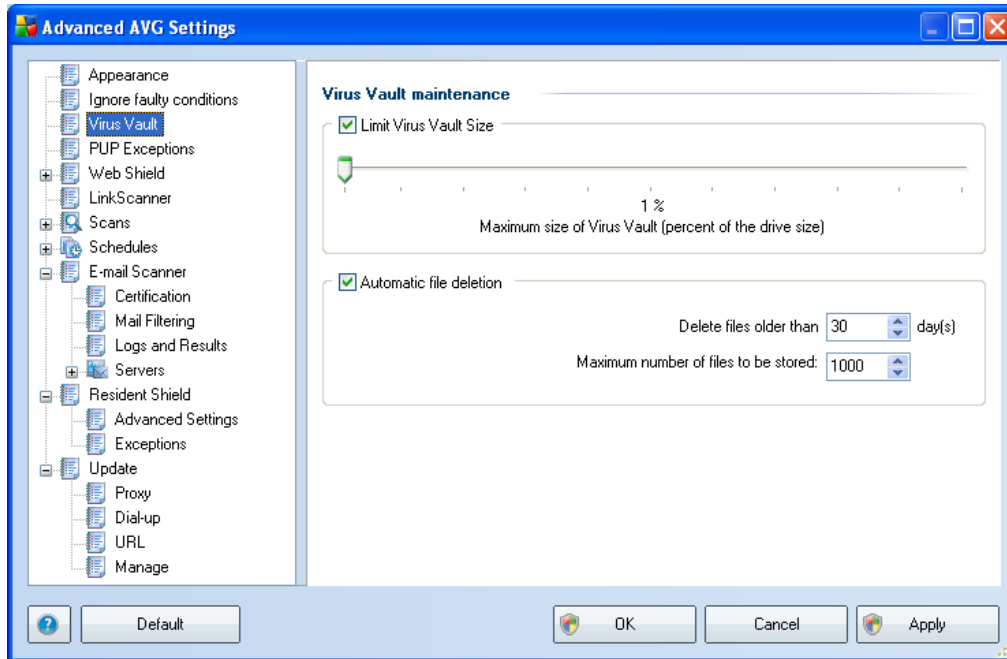 Advanced AVG Settings
Appearance
Ignore faulty conditions
Virus Vault
PUP Exceptions
Web Shield
LinkScanner
Scans
Schedules
E-mail Scanner
Certification
Mail Filtering
Logs and Results
Servers
Resident Shield
Advanced Settings
Exceptions
Update
Proxy
Dial-up
URL
Manage
Virus Vault maintenance
Limit Virus Vault Size
1 %
Maximum size of Virus Vault (percent of the drive size)
Automatic file deletion
Delete files older than 30 day(s)
Maximum number of files to be stored: 1000
? Default OK Cancel Apply